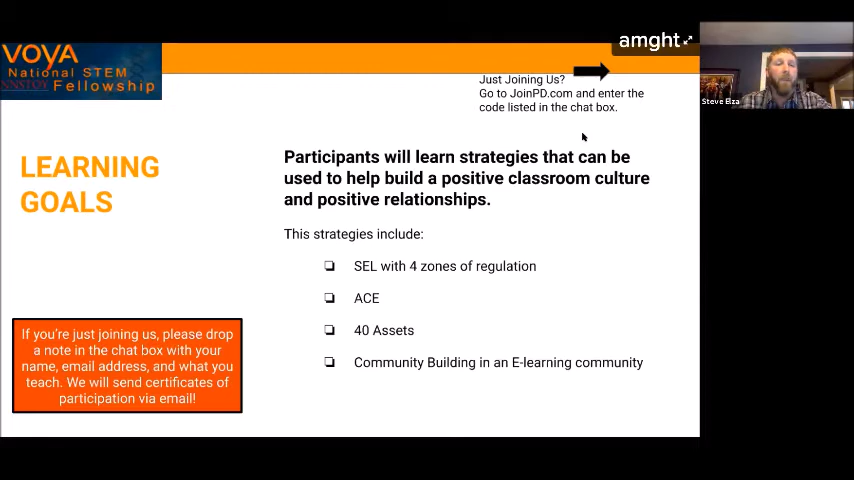 VOYA
National STEM
NNSTOY Fellowship
amght
Just Joining Us?
Go to JoinPD.com and enter the
code listed in the chat box.
Steve Elza
LEARNING
GOALS
Participants will learn strategies that can be
used to help build a positive classroom culture
and positive relationships.
This strategies include:
❏ SEL with 4 zones of regulation
❏ ACE
❏ 40 Assets
❏ Community Building in an E-learning community
If you're just joining us, please drop
a note in the chat box with your
name, email address, and what you
teach. We will send certificates of
participation via email!